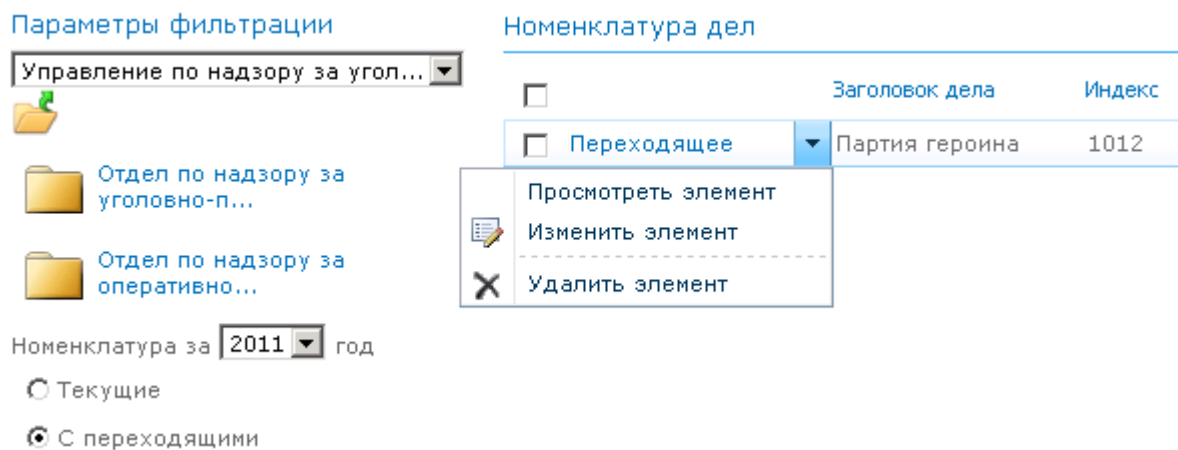 Параметры фильтрации
Управление по надзору за угол...
Отдел по надзору за
уголовно-п...
Отдел по надзору за
оперативно...
Номенклатура за 2011 год
Текущие
С переходящими
Номенклатура дел
Заголовок дела Индекс
Переходящее Партия героина 1012
Просмотреть элемент
Изменить элемент
Удалить элемент